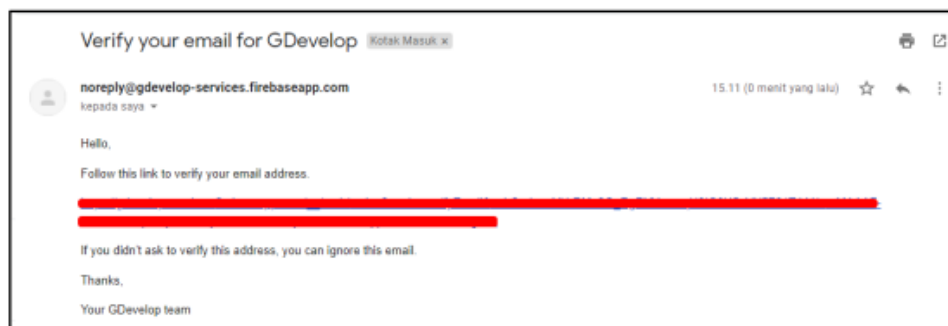 Verify your email for GDevelop Kotak Masuk x
noreply@gdevelop-services.firebaseapp.com 15.11 (0 menit yang lalu)
kepada saya
Hello,
Follow this link to verify your email address.
If you didn't ask to verify this address, you can ignore this email.
Thanks,
Your GDevelop team